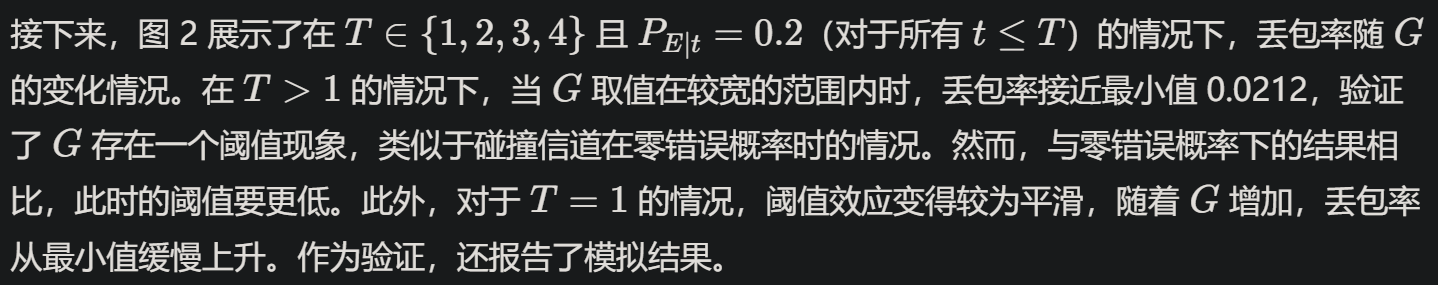 接下来，图 2 展示了在 T ∈ {1, 2, 3, 4} 且 P_{E|t} = 0.2（对于所有 t ≤ T）的情况下，丢包率随 G
的变化情况。在 T > 1 的情况下，当 G 取值在较宽的范围内时，丢包率接近最小值 0.0212，验证
了 G 存在一个阈值现象，类似于碰撞信道在零错误概率时的情况。然而，与零错误概率下的结果相
比，此时的阈值要更低。此外，对于 T = 1 的情况，阈值效应变得较为平滑，随着 G 增加，丢包率
从最小值缓慢上升。作为验证，还报告了模拟结果。